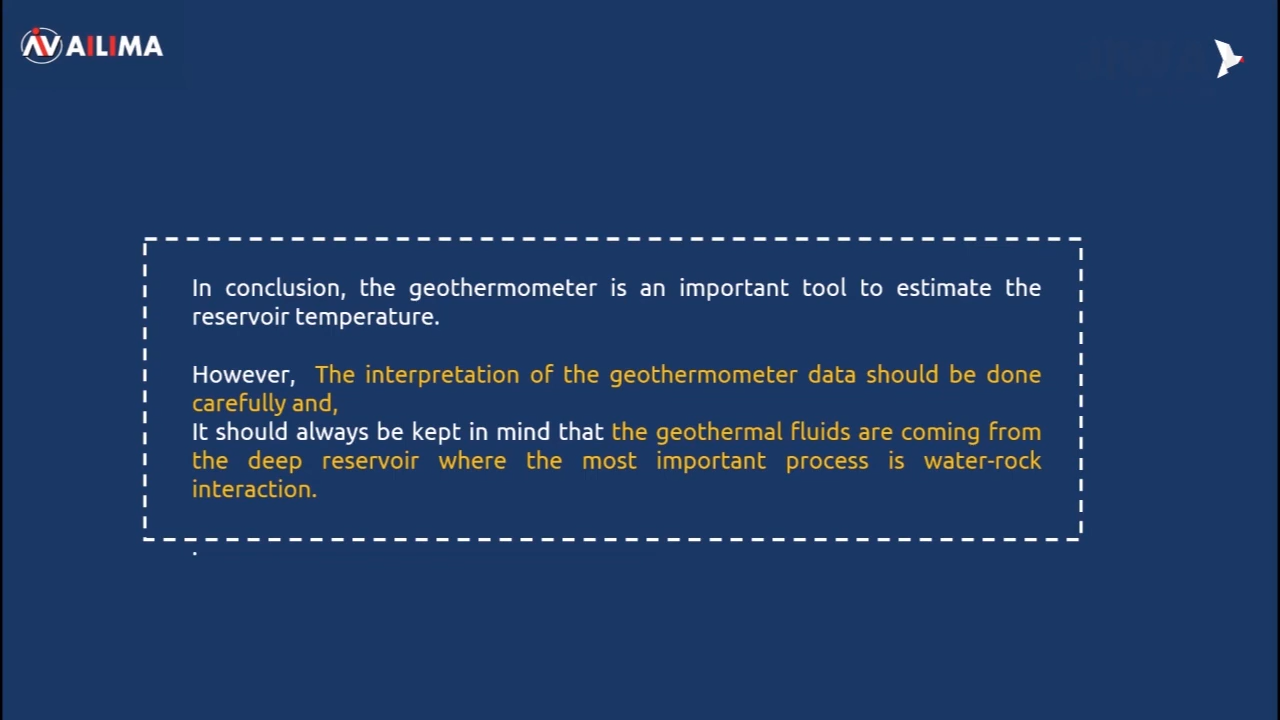 AILIMA
In conclusion, the geothermometer is an important tool to estimate the
reservoir temperature.
However, The interpretation of the geothermometer data should be done
carefully and,
It should always be kept in mind that the geothermal fluids are coming from
the deep reservoir where the most important process is water-rock
interaction.
.